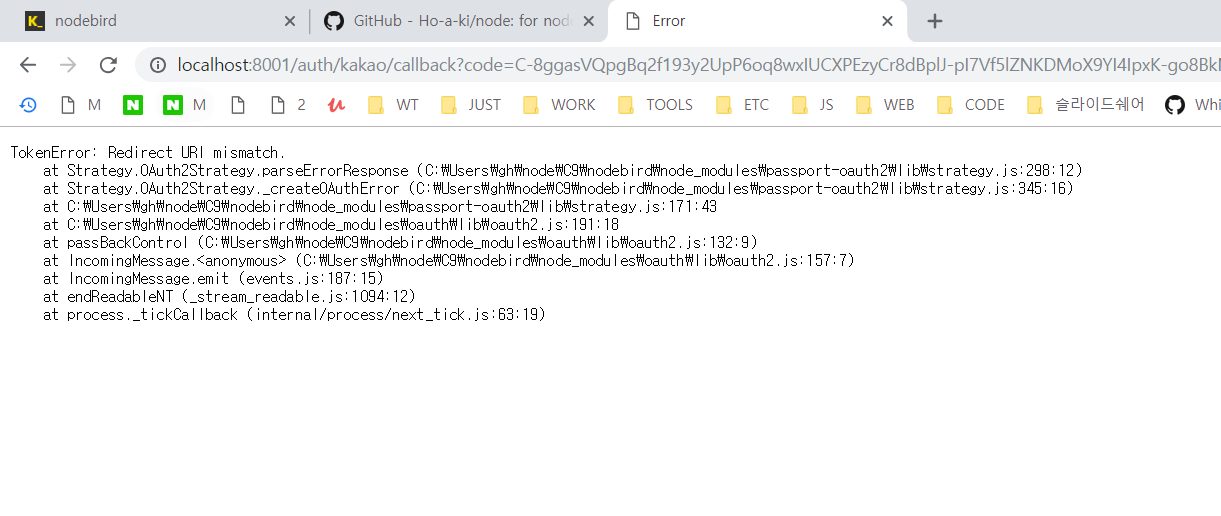 K_ nodebird
GitHub - Ho-a-ki/node: for nod
Error
localhost:8001/auth/kakao/callback?code=
M
N
N M
2
WT
JUST
WORK
TOOLS
ETC
JS
WEB
CODE
슬라이드쉐어
Whi
TokenError: Redirect URI mismatch.
at Strategy.OAuth2Strategy.parseErrorResponse (C:₩Users₩gh₩node₩C9₩nodebird₩node_modules₩passport-oauth2₩lib₩strategy.js:298:12)
at Strategy.OAuth2Strategy._createOAuthError (C:₩Users₩gh₩node₩C9₩nodebird₩node_modules₩passport-oauth2₩lib₩strategy.js:345:16)
at C:₩Users₩gh₩node₩C9₩nodebird₩node_modules₩passport-oauth2₩lib₩strategy.js:171:43
at C:₩Users₩gh₩node₩C9₩nodebird₩node_modules₩oauth₩lib₩oauth2.js:191:18
at passBackControl (C:₩Users₩gh₩node₩C9₩nodebird₩node_modules₩oauth₩lib₩oauth2.js:132:9)
at IncomingMessage.<anonymous> (C:₩Users₩gh₩node₩C9₩nodebird₩node_modules₩oauth₩lib₩oauth2.js:157:7)
at IncomingMessage.emit (events.js:187:15)
at endReadableNT (_stream_readable.js:1094:12)
at process._tickCallback (internal/process/next_tick.js:63:19)